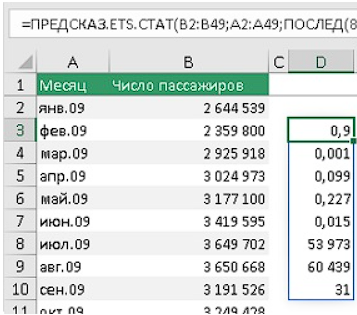 =ПРЕДСКАЗ.ETS.СТАТ(B2:B49;A2:A49;ПОСЛЕД(8
A B C D
1 Месяц Число пассажиров
2 янв.09 2 644 539
3 фев.09 2 359 800 0,9
4 мар.09 2 925 918 0,001
5 апр.09 3 024 973 0,099
6 май.09 3 177 100 0,227
7 июн.09 3 419 595 0,015
8 июл.09 3 649 702 53 973
9 авг.09 3 650 668 60 439
10 сен.09 3 191 526 31
11 окт.09 3 249 428